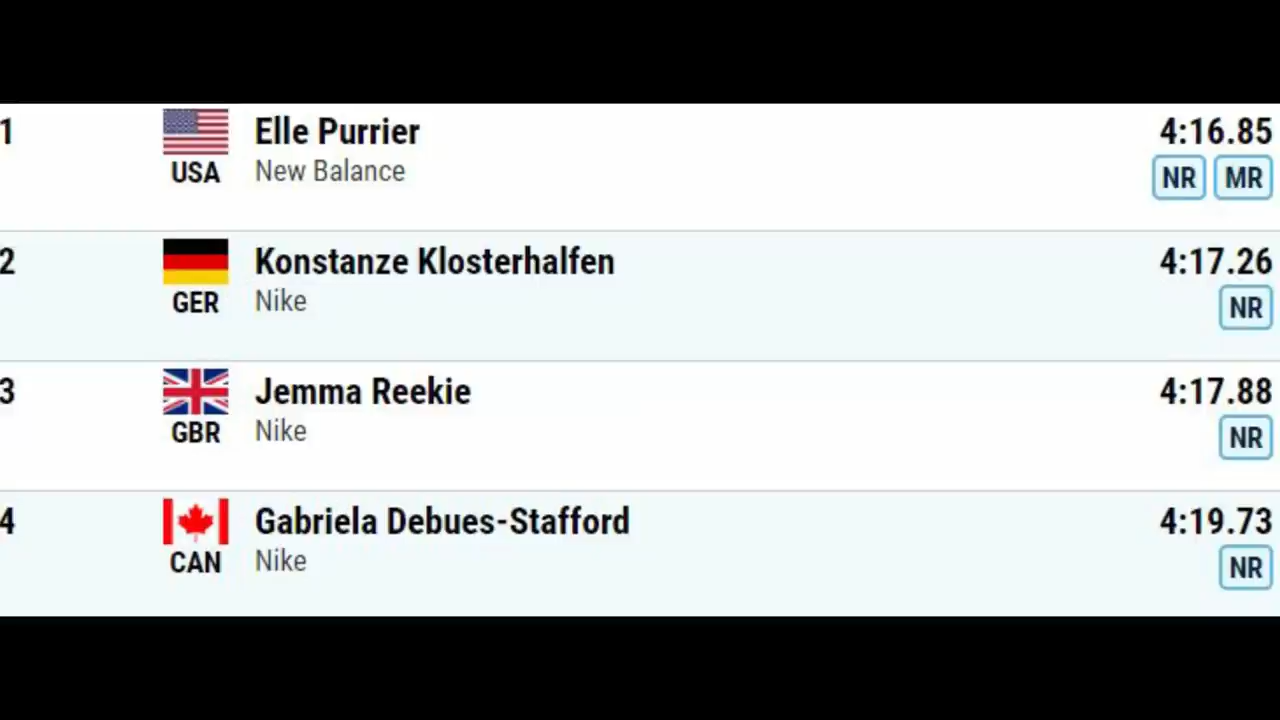 1 Elle Purrier 4:16.85
USA New Balance NR MR
2 Konstanze Klosterhalfen 4:17.26
GER Nike NR
3 Jemma Reekie 4:17.88
GBR Nike NR
4 Gabriela Debues-Stafford 4:19.73
CAN Nike NR